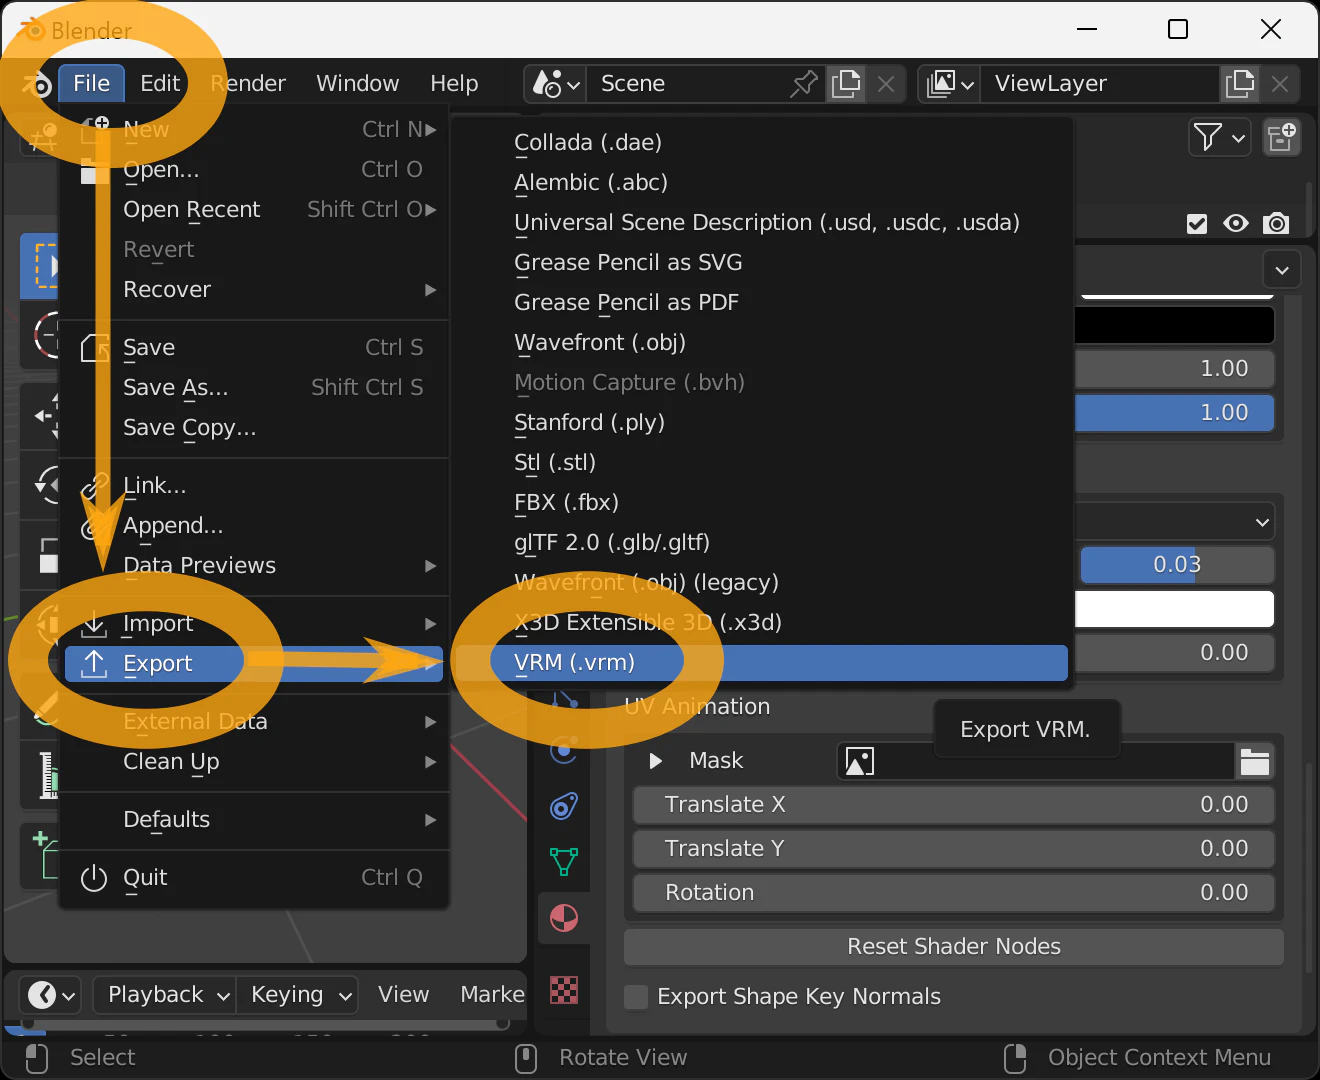 Blender
File Edit Render Window Help Scene ViewLayer
New Ctrl N
Open... Ctrl O
Open Recent Shift Ctrl O
Revert
Recover
Save Ctrl S
Save As... Shift Ctrl S
Save Copy...
Link...
Append...
Data Previews
Import
Export
External Data
Clean Up
Defaults
Quit Ctrl Q
Collada (.dae)
Alembic (.abc)
Universal Scene Description (.usd, .usdc, .usda)
Grease Pencil as SVG
Grease Pencil as PDF
Wavefront (.obj)
Motion Capture (.bvh)
Stanford (.ply)
Stl (.stl)
FBX (.fbx)
glTF 2.0 (.glb/.gltf)
Wavefront (.obj) (legacy)
X3D Extensible 3D (.x3d)
VRM (.vrm)
Export VRM.
1.00
1.00
0.03
0.00
UV Animation
Mask
Translate X 0.00
Translate Y 0.00
Rotation 0.00
Reset Shader Nodes
Export Shape Key Normals
Playback Keying View Marke
Select Rotate View Object Context Menu